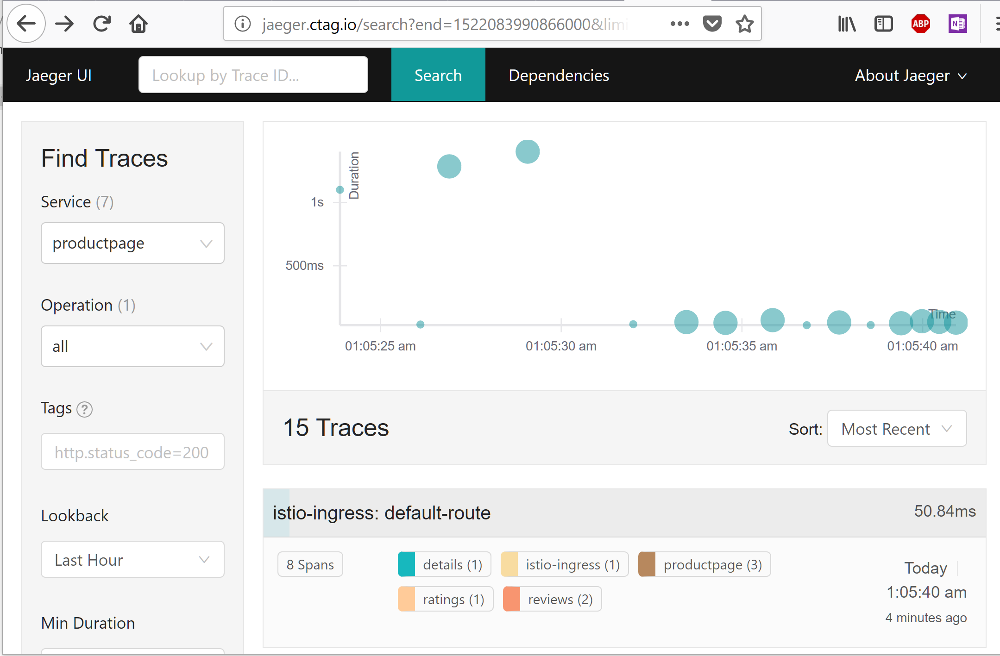 jaeger.ctag.io/search?end=1522083990866000&limi
ABP
N
Jaeger UI
Lookup by Trace ID...
Search
Dependencies
About Jaeger
Find Traces
Service (7)
productpage
Operation (1)
all
Tags ?
http.status_code=200
Lookback
Last Hour
Min Duration
Duration
1s
500ms
Time
01:05:25 am
01:05:30 am
01:05:35 am
01:05:40 am
15 Traces
Sort: Most Recent
istio-ingress: default-route
50.84ms
8 Spans
details (1)
istio-ingress (1)
productpage (3)
ratings (1)
reviews (2)
Today
1:05:40 am
4 minutes ago